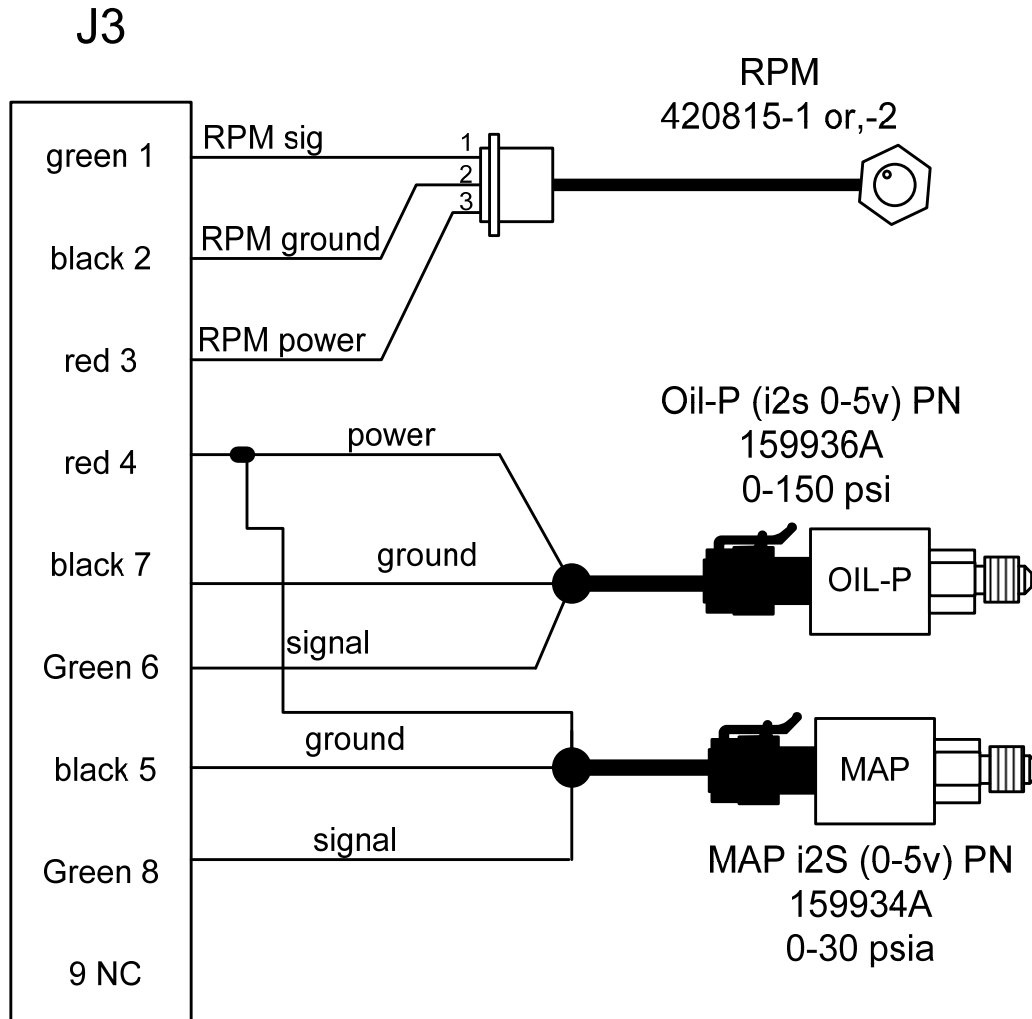 J3
RPM
420815-1 or,-2
green 1
RPM sig
1
2
3
black 2
RPM ground
red 3
RPM power
Oil-P (i2s 0-5v) PN
159936A
0-150 psi
red 4
power
black 7
ground
OIL-P
Green 6
signal
black 5
ground
MAP
Green 8
signal
MAP i2S (0-5v) PN
159934A
0-30 psia
9 NC